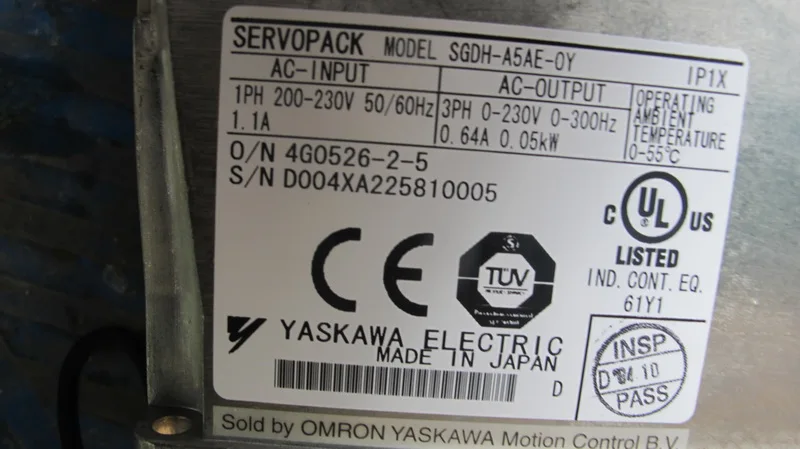 SERVOPACK MODEL SGDH-A5AE-OY
IP1X
AC-INPUT
1PH 200-230V 50/60Hz
1.1A
AC-OUTPUT
3PH 0-230V 0-300Hz
0.64A 0.05kW
OPERATING
AMBIENT
TEMPERATURE
0-55℃
O/N 4G0526-2-5
S/N D004XA225810005
CE
TÜV
C UL US
LISTED
IND. CONT. EQ.
61Y1
YASKAWA ELECTRIC
MADE IN JAPAN
D
INSP
D '04 10
PASS
Sold by OMRON YASKAWA Motion Control B.V.